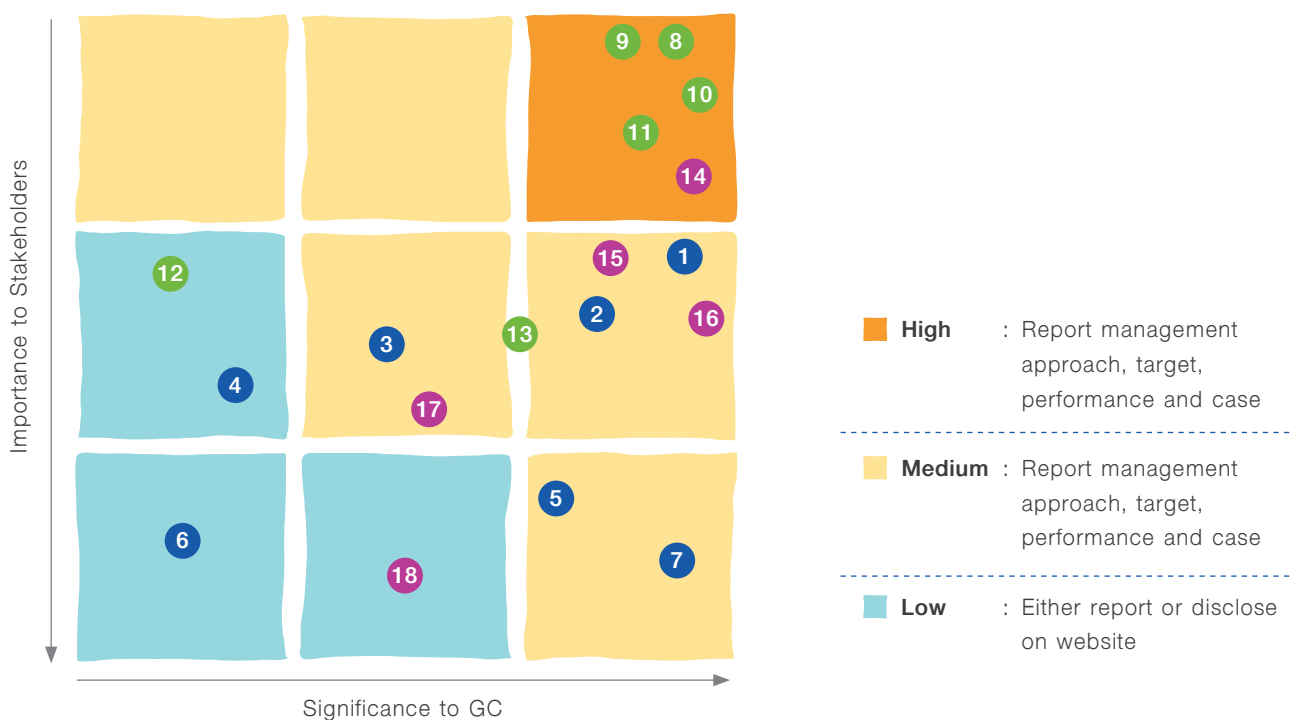 Importance to Stakeholders
9 8
10
11
14
12
15 1
2 16
3 13
4
17
5
6
7
18
Significance to GC
High : Report management
approach, target,
performance and case
Medium : Report management
approach, target,
performance and case
Low : Either report or disclose
on website